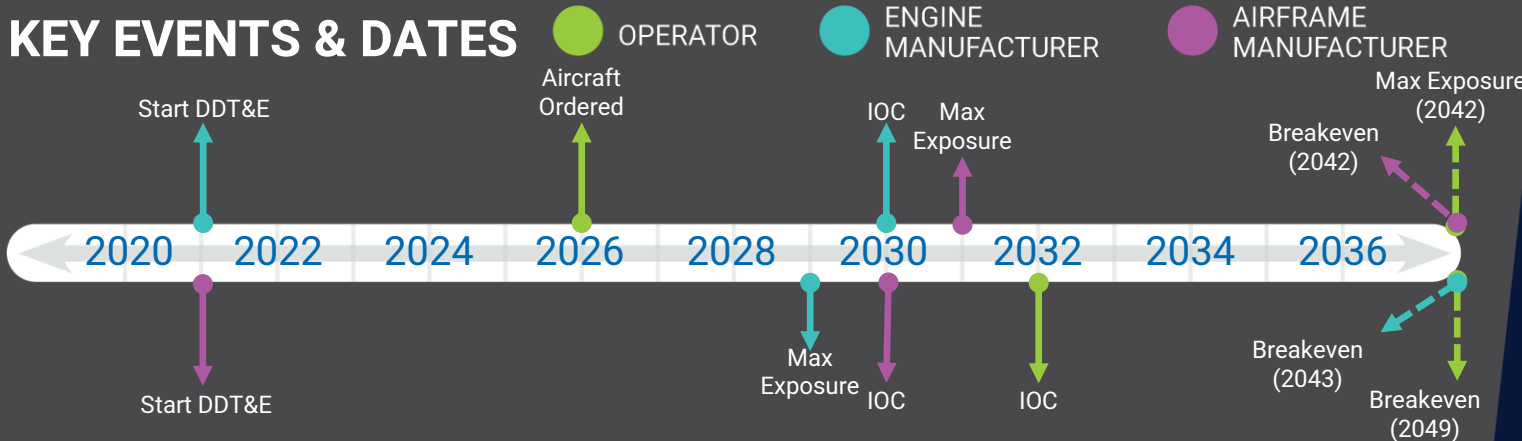 KEY EVENTS & DATES
OPERATOR
ENGINE
MANUFACTURER
AIRFRAME
MANUFACTURER
Start DDT&E
Aircraft
Ordered
IOC
Max
Exposure
Breakeven
(2042)
Max Exposure
(2042)
2020
2022
2024
2026
2028
2030
2032
2034
2036
Start DDT&E
Max
Exposure
IOC
IOC
Breakeven
(2043)
Breakeven
(2049)